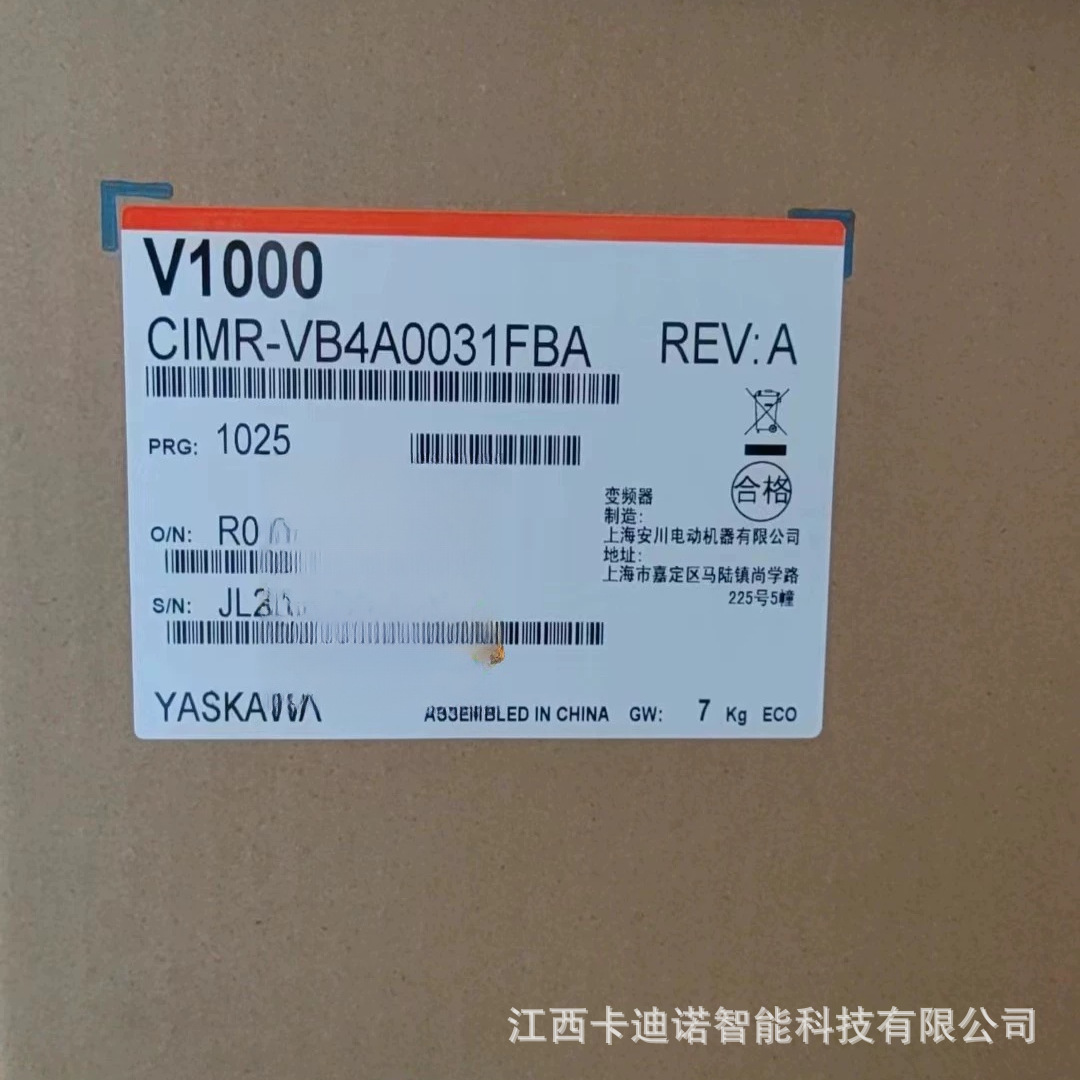 V1000
CIMR-VB4A0031FBA REV: A
PRG: 1025
合格
变频器
制造:
上海安川电动机器有限公司
地址:
上海市嘉定区马陆镇尚学路
225号5幢
O/N: R0
S/N: JL2
YASKAWA ASSEMBLED IN CHINA GW: 7 Kg ECO
江西卡迪诺智能科技有限公司